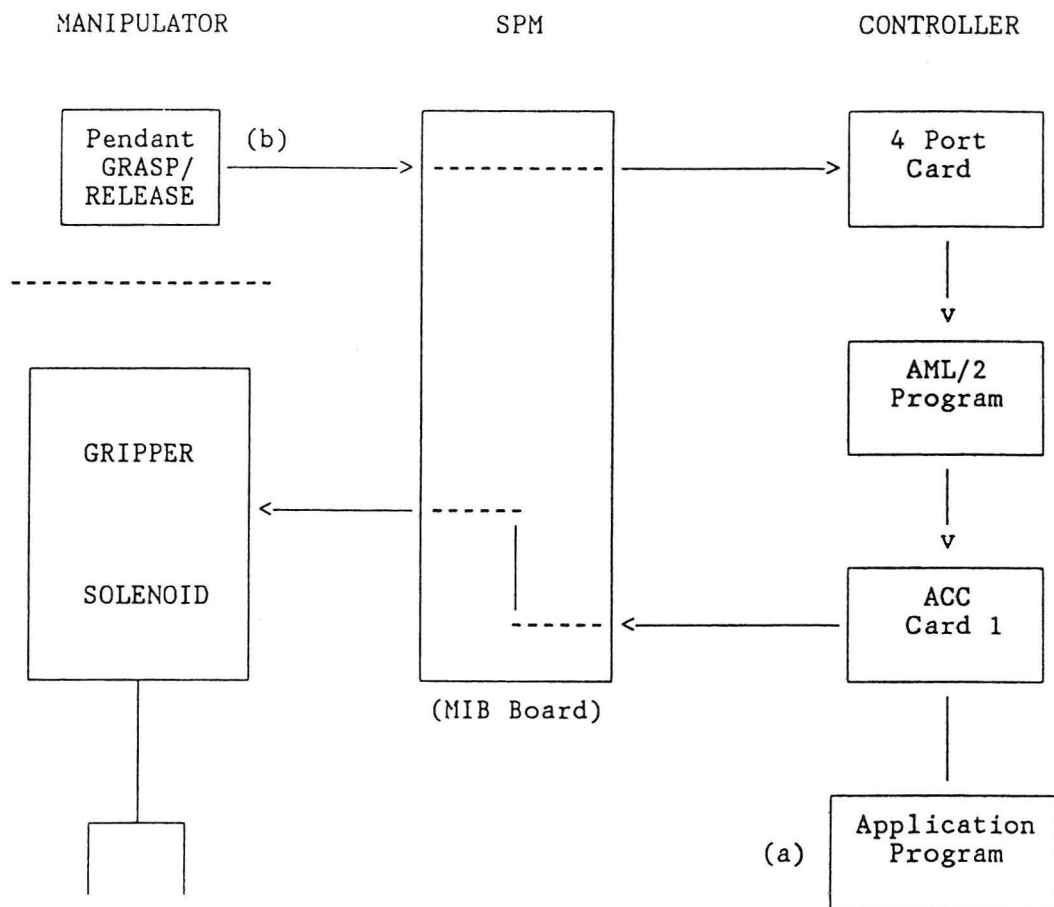 MANIPULATOR
SPM
CONTROLLER
Pendant
GRASP/
RELEASE
(b)
4 Port
Card
AML/2
Program
GRIPPER
SOLENOID
ACC
Card 1
(MIB Board)
(a)
Application
Program